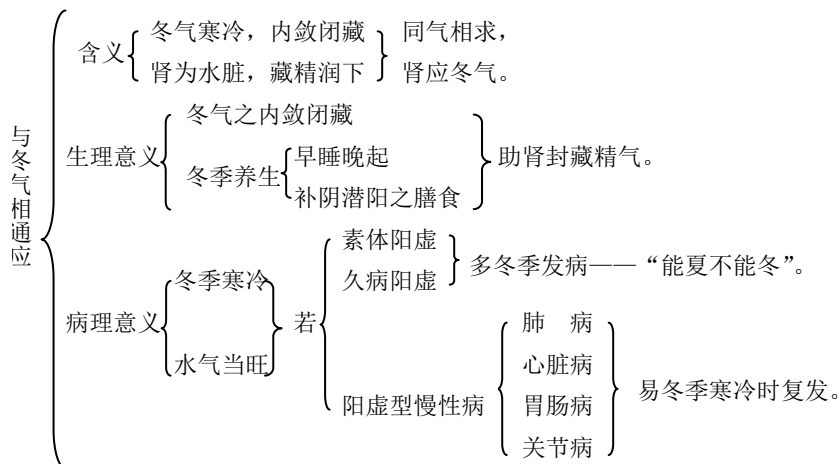 与冬气相通应
含义
冬气寒冷，内敛闭藏
肾为水脏，藏精润下
同气相求，
肾应冬气。
生理意义
冬气之内敛闭藏
冬季养生
早睡晚起
补阴潜阳之膳食
助肾封藏精气。
病理意义
冬季寒冷
水气当旺
若
素体阳虚
久病阳虚
多冬季发病——“能夏不能冬”。
阳虚型慢性病
肺 病
心脏病
胃肠病
关节病
易冬季寒冷时复发。